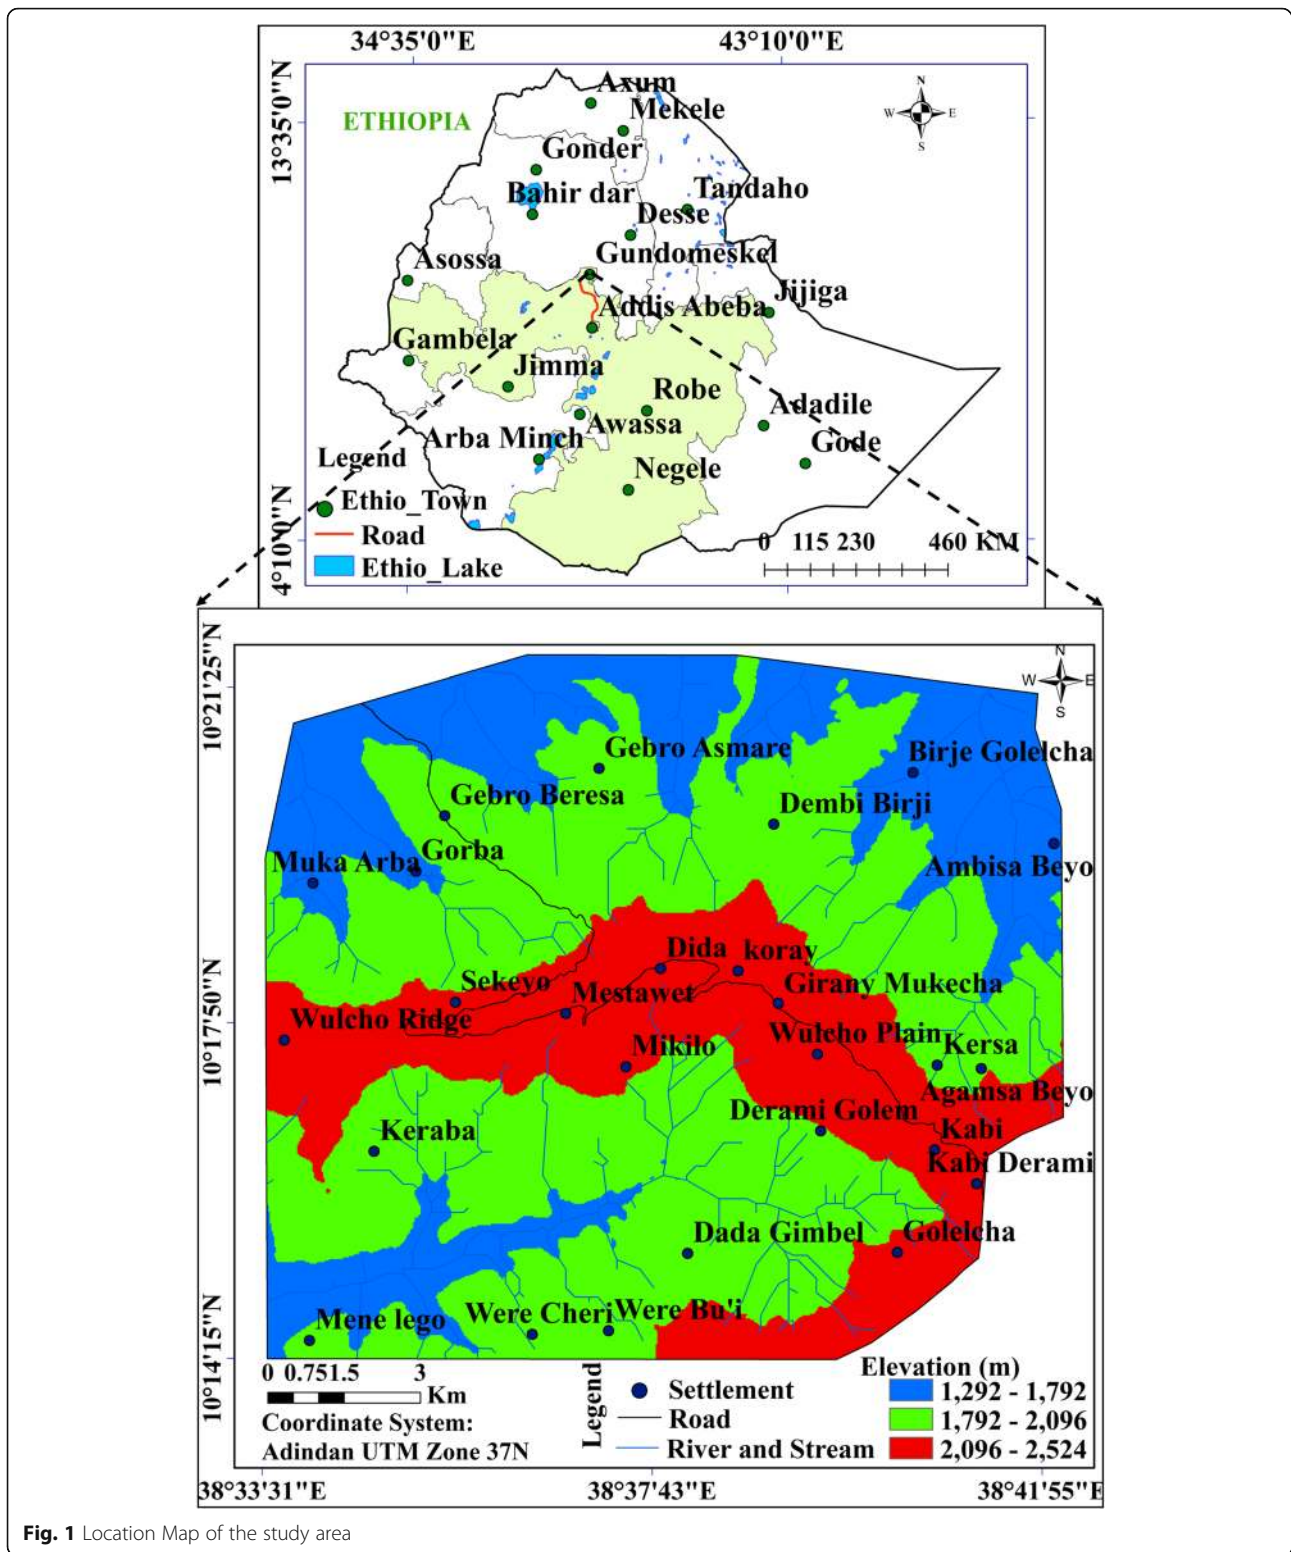 34°35'0"E 43°10'0"E
13°35'0"N
4°10'0"N
ETHIOPIA
N
W E
S
Axum
Mekele
Gonder
Bahir dar
Tandaho
Desse
Gundomeskel
Asossa
Jijiga
Addis Abeba
Gambela
Jimma
Robe
Adadile
Awassa
Arba Minch
Gode
Negele
Legend
Ethio_Town
Road
Ethio_Lake
0 115 230 460 KM
10°21'25"N
10°17'50"N
10°14'15"N
N
W E
S
Gebro Asmare
Birje Golelcha
Gebro Beresa
Dembi Birji
Gorba
Muka Arba
Ambisa Beyo
Dida koray
Sekeyo
Mestawet
Girany Mukecha
Wulcho Ridge
Wulcho Plain
Mikilo
Kersa
Agamsa Beyo
Derami Golem
Keraba
Kabi
Kabi Derami
Dada Gimbel
Golelcha
Mene lego
Were Cheri
Were Bu'i
0 0.75 1.5 3
Km
Coordinate System:
Adindan UTM Zone 37N
Legend
Settlement
Road
River and Stream
Elevation (m)
1,292 - 1,792
1,792 - 2,096
2,096 - 2,524
38°33'31"E 38°37'43"E 38°41'55"E
Fig. 1 Location Map of the study area